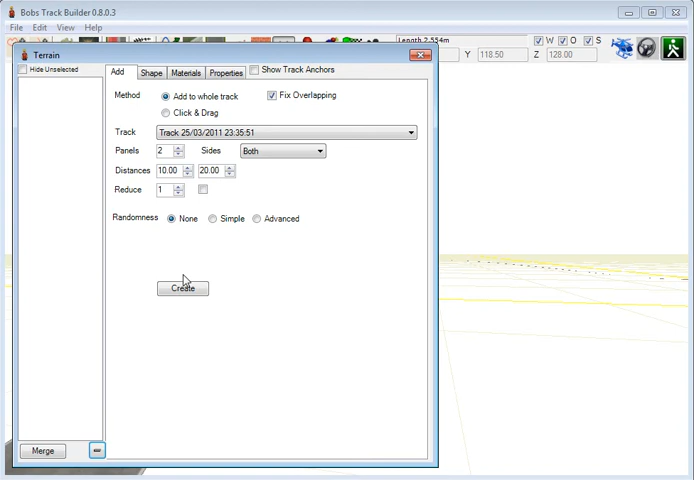 Bobs Track Builder 0.8.0.3
File Edit View Help
Length 2,554m
Y 118.50 Z 128.00 W O S
Terrain
Hide Unselected
Add Shape Materials Properties Show Track Anchors
Method Add to whole track Fix Overlapping
Click & Drag
Track Track 25/03/2011 23:35:51
Panels 2 Sides Both
Distances 10.00 20.00
Reduce 1
Randomness None Simple Advanced
Create
Merge